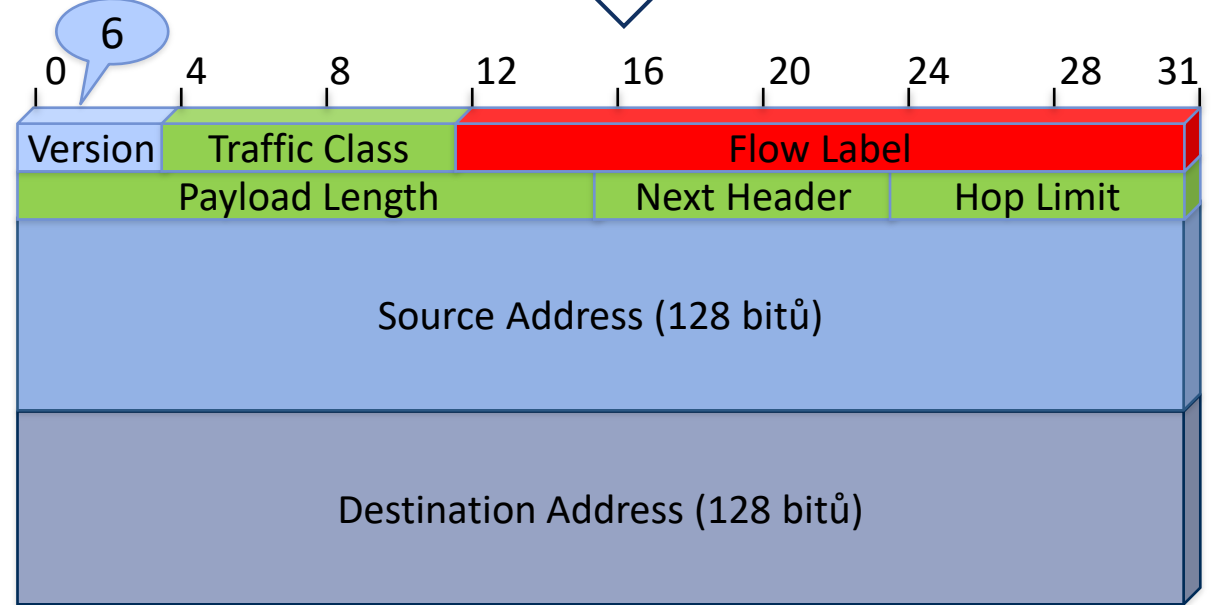 6
0 4 8 12 16 20 24 28 31
Version Traffic Class Flow Label
Payload Length Next Header Hop Limit
Source Address (128 bitů)
Destination Address (128 bitů)